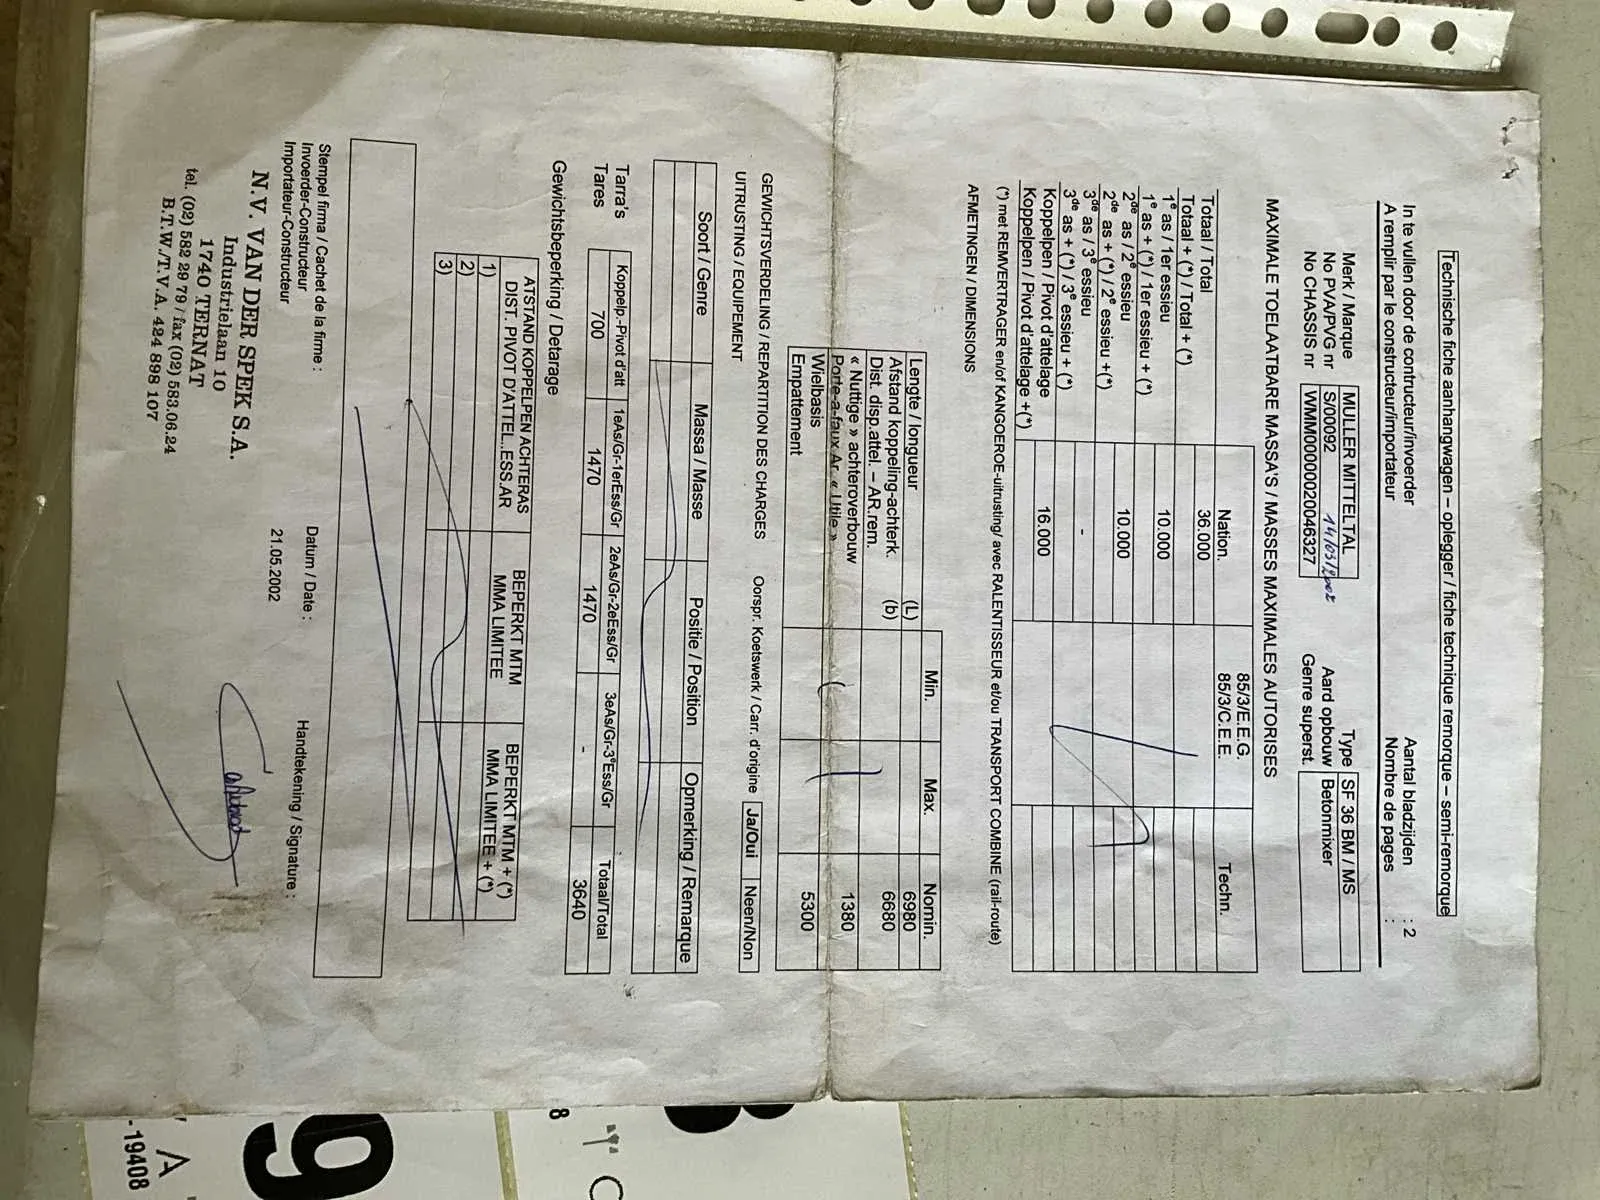 Technische fiche aanhangwagen – oplegger / fiche technique remorque – semi-remorque
In te vullen door de contructeur/invoerder
A remplir par le constructeur/importateur
Aantal bladzijden : 2
Nombre de pages :
Merk / Marque MULLER MITTELTAL
No PVA/PVG nr S/00092 14/03/2002
No CHASSIS nr WMM00000020046327
Type SF 36 BM / MS
Aard opbouw Betonmixer
Genre superst.
MAXIMALE TOELAATBARE MASSA'S / MASSES MAXIMALES AUTORISES
Nation. 85/3/E.E.G. Techn.
85/3/C.E.E.
Totaal / Total 36.000
Totaal + (*) / Total + (*)
1e as / 1er essieu 10.000
1e as + (*) / 1er essieu + (*)
2de as / 2e essieu 10.000
2de as + (*) / 2e essieu +(*)
3de as / 3e essieu -
3de as + (*) / 3e essieu + (*)
Koppelpen / Pivot d'attelage 16.000
Koppelpen / Pivot d'attelage +(*)
(*) met REMVERTRAGER en/of KANGOEROE-uitrusting/ avec RALENTISSEUR et/ou TRANSPORT COMBINE (rail-route)
AFMETINGEN / DIMENSIONS
Min. Max. Nomin.
Lengte / longueur (L) 6980
Afstand koppeling-achterk. (b) 6680
Dist. disp.attel. – AR.rem.
« Nuttige » achteroverbouw 1380
Porte-a-faux Ar. « Utile »
Wielbasis 5300
Empattement
GEWICHTSVERDELING / REPARTITION DES CHARGES
Oorspr. Koetswerk / Carr. d'origine Ja/Oui Neen/Non
UITRUSTING / EQUIPEMENT
Soort / Genre Massa / Masse Positie / Position Opmerking / Remarque
Tarra's Koppelp.-Pivot d'att 1eAs/Gr-1erEss/Gr 2eAs/Gr-2eEss/Gr 3eAs/Gr-3eEss/Gr Totaal/Total
Tares 700 1470 1470 - 3640
Gewichtsbeperking / Detarage
ATSTAND KOPPELPEN ACHTERAS BEPERKT MTM BEPERKT MTM + (*)
DIST. PIVOT D'ATTEL..ESS.AR MMA LIMITEE MMA LIMITEE + (*)
1)
2)
3)
Stempel firma / Cachet de la firme :
Invoerder-Constructeur
Importateur-Constructeur
Datum / Date :
21.05.2002
Handtekening / Signature :
N.V. VAN DER SPEK S.A.
Industrielaan 10
1740 TERNAT
tel. (02) 582 29 79 / fax (02) 583.06.24
B.T.W./T.V.A. 424 898 107
9
8
-19408
A